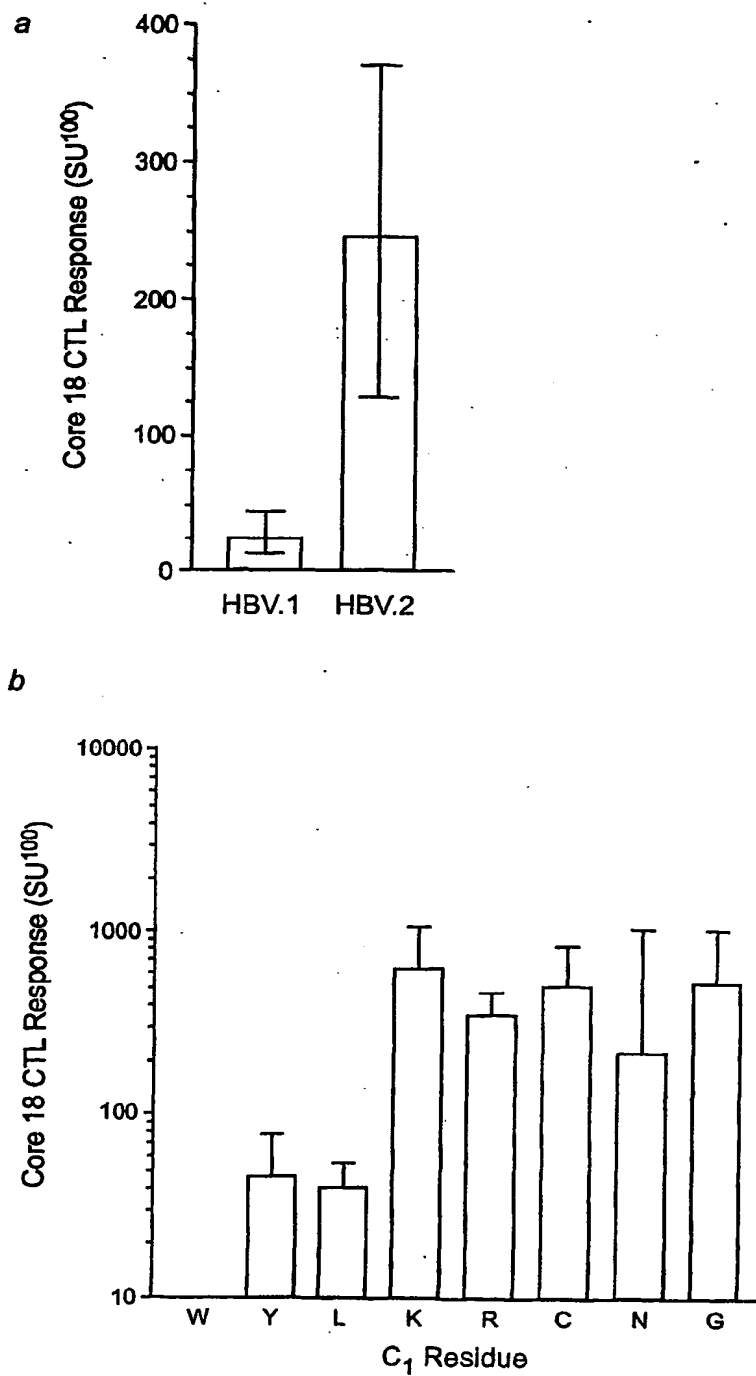 a
400
300
200
100
0
Core 18 CTL Response (SU¹⁰⁰)
HBV.1 HBV.2
b
10000
1000
100
10
Core 18 CTL Response (SU¹⁰⁰)
W Y L K R C N G
C₁ Residue